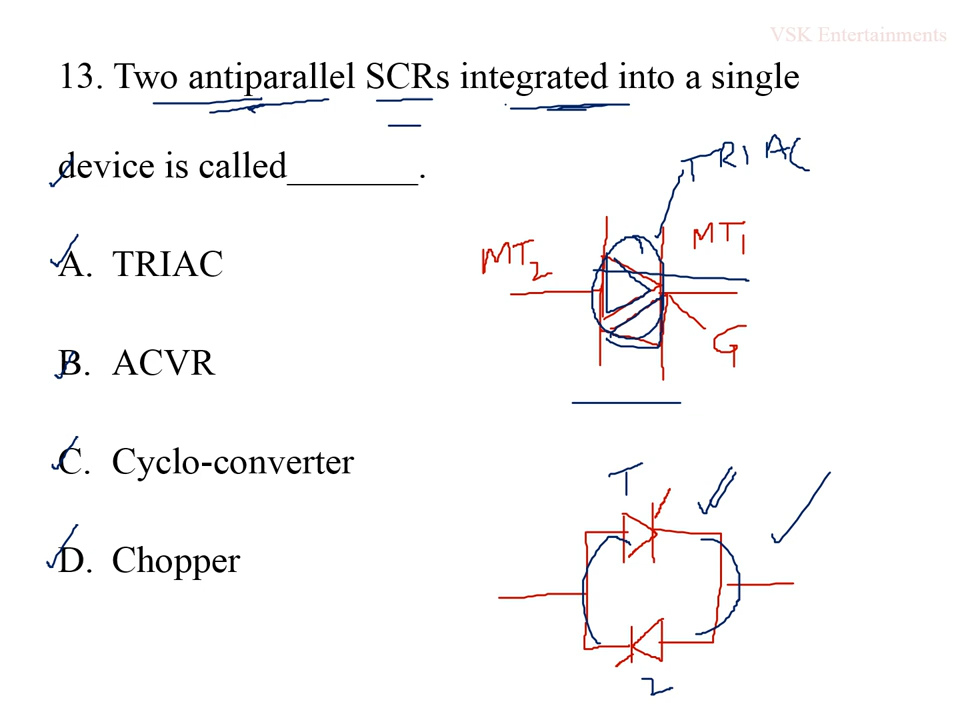 VSK Entertainments
13. Two antiparallel SCRs integrated into a single
device is called_______.
TRIAC
MT2
MT1
A. TRIAC
G
B. ACVR
C. Cyclo-converter
T
D. Chopper
2